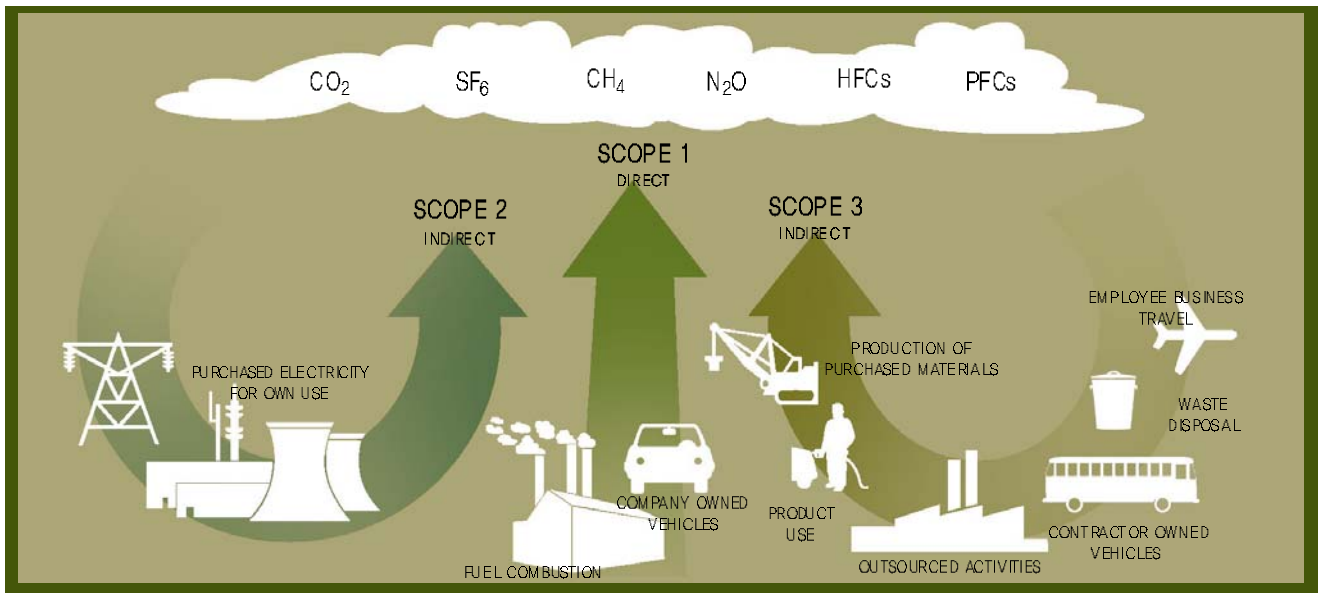 CO₂ SF₆ CH₄ N₂O HFCs PFCs
SCOPE 1
DIRECT
SCOPE 2
INDIRECT
SCOPE 3
INDIRECT
PURCHASED ELECTRICITY
FOR OWN USE
FUEL COMBUSTION
COMPANY OWNED
VEHICLES
PRODUCTION OF
PURCHASED MATERIALS
PRODUCT
USE
OUTSOURCED ACTIVITIES
EMPLOYEE BUSINESS
TRAVEL
WASTE
DISPOSAL
CONTRACTOR OWNED
VEHICLES